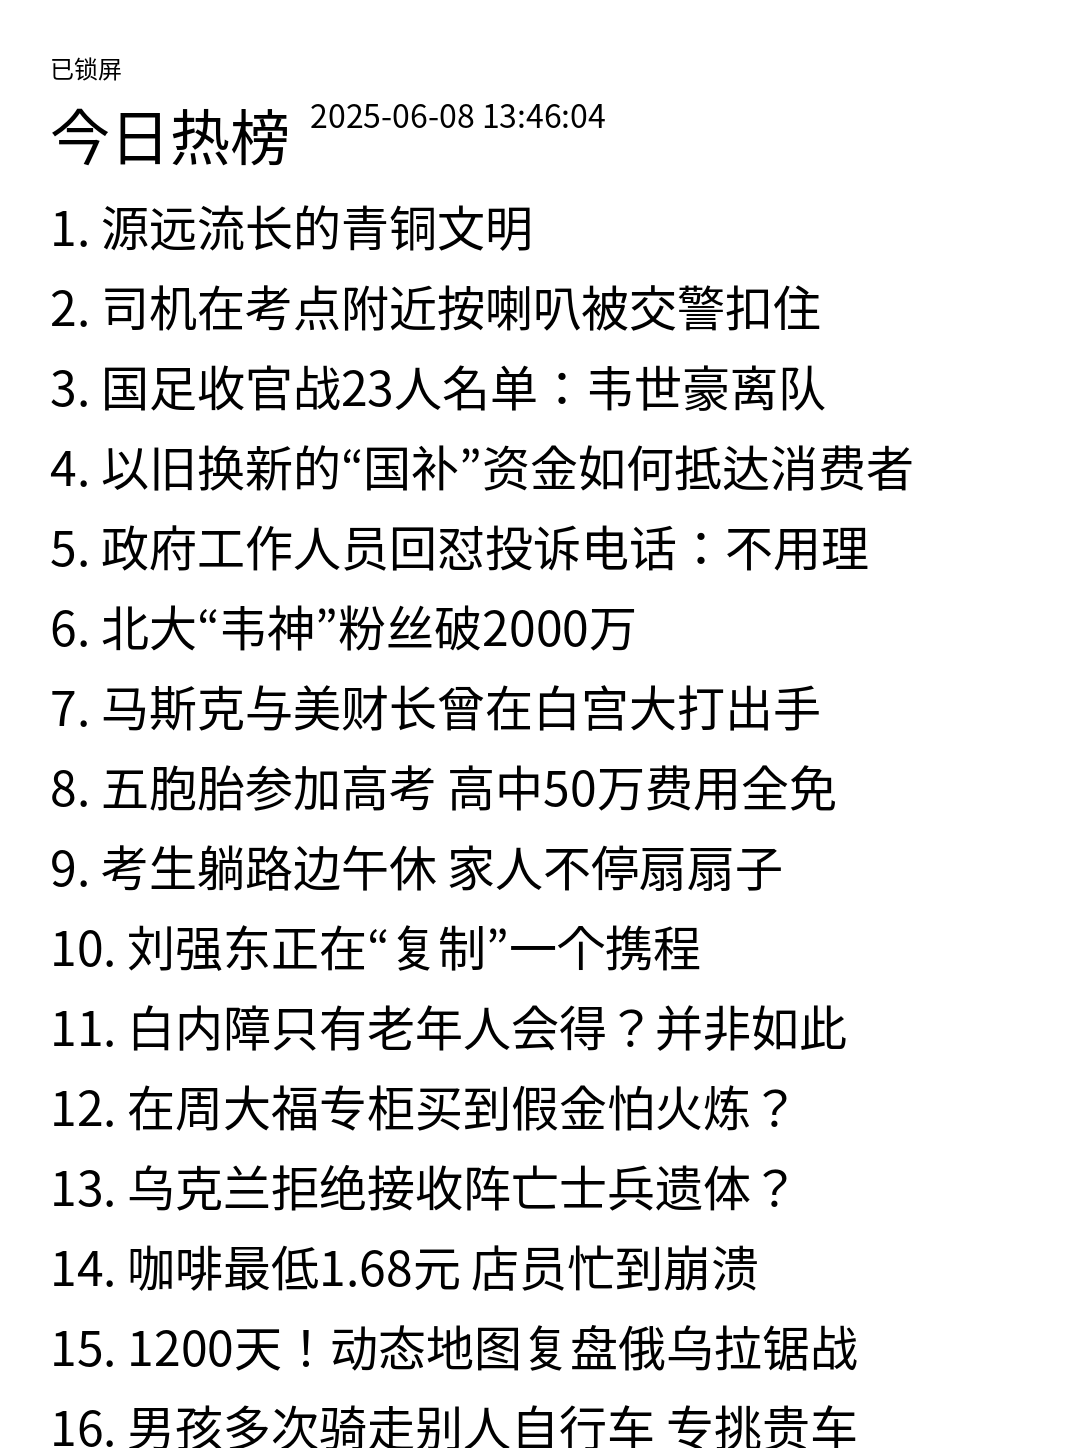 已锁屏
今日热榜 2025-06-08 13:46:04
1. 源远流长的青铜文明
2. 司机在考点附近按喇叭被交警扣住
3. 国足收官战23人名单：韦世豪离队
4. 以旧换新的“国补”资金如何抵达消费者
5. 政府工作人员回怼投诉电话：不用理
6. 北大“韦神”粉丝破2000万
7. 马斯克与美财长曾在白宫大打出手
8. 五胞胎参加高考 高中50万费用全免
9. 考生躺路边午休 家人不停扇扇子
10. 刘强东正在“复制”一个携程
11. 白内障只有老年人会得？并非如此
12. 在周大福专柜买到假金怕火炼？
13. 乌克兰拒绝接收阵亡士兵遗体？
14. 咖啡最低1.68元 店员忙到崩溃
15. 1200天！动态地图复盘俄乌拉锯战
16. 男孩多次骑走别人自行车 专挑贵车